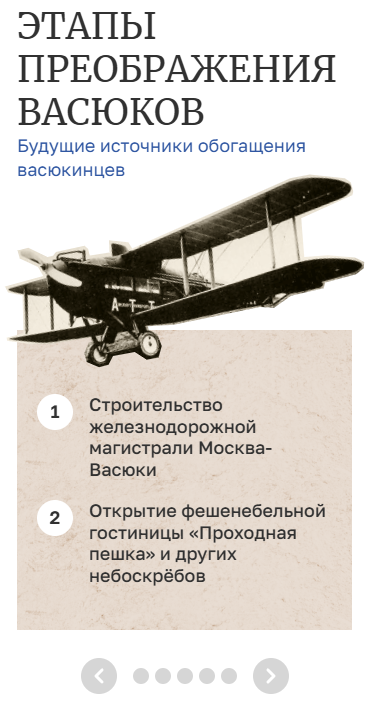 ЭТАПЫ
ПРЕОБРАЖЕНИЯ
ВАСЮКОВ
Будущие источники обогащения
васюкинцев
1
Строительство
железнодорожной
магистрали Москва-
Васюки
2
Открытие фешенебельной
гостиницы «Проходная
пешка» и других
небоскрёбов